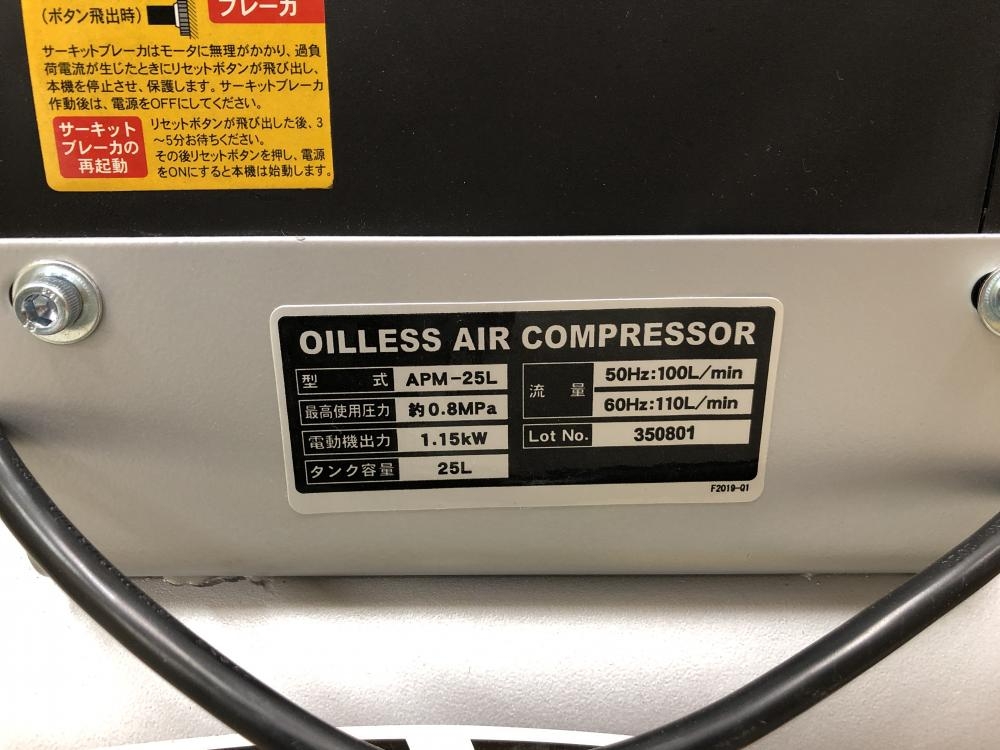 (ボタン飛出時)
ブレーカ
サーキットブレーカはモータに無理がかかり、過負
荷電流が生じたときにリセットボタンが飛び出し、
本機を停止させ、保護します。サーキットブレーカ
作動後は、電源をOFFにしてください。
サーキット
ブレーカの
再起動
リセットボタンが飛び出した後、3
～5分お待ちください。
その後リセットボタンを押し、電源
をONにすると本機は始動します。
OILLESS AIR COMPRESSOR
型 式 APM-25L
最高使用圧力 約0.8MPa
電動機出力 1.15kW
タンク容量 25L
流 量 50Hz:100L/min
60Hz:110L/min
Lot No. 350801
F2019-Q1